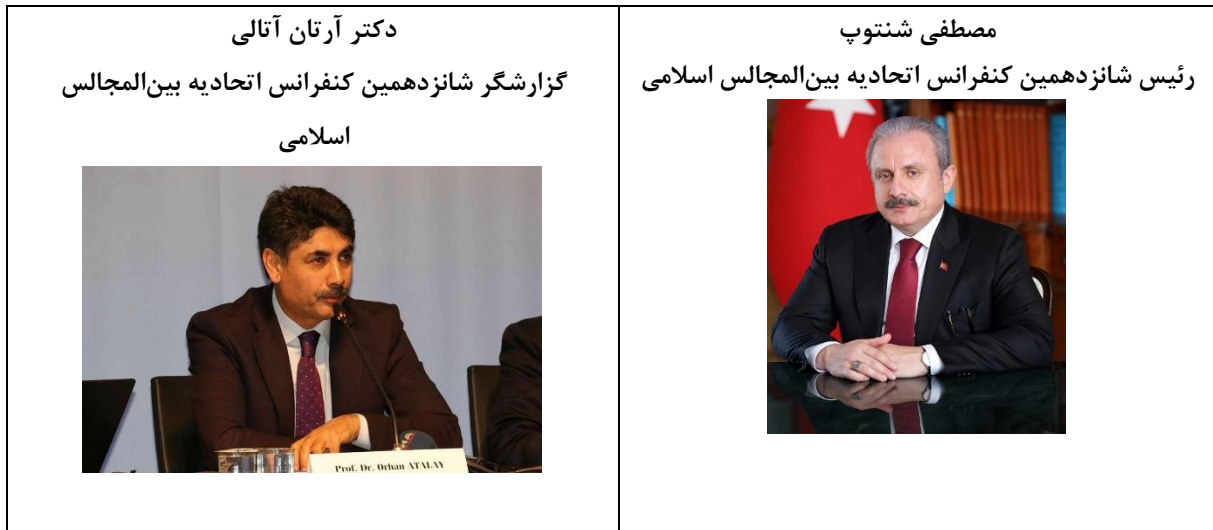 مصطفی شنتوپ
رئیس شانزدهمین کنفرانس اتحادیه بین‌المجالس اسلامی
دکتر آرتان آتالی
گزارشگر شانزدهمین کنفرانس اتحادیه بین‌المجالس
اسلامی
Prof. Dr. Orhan ATALAY